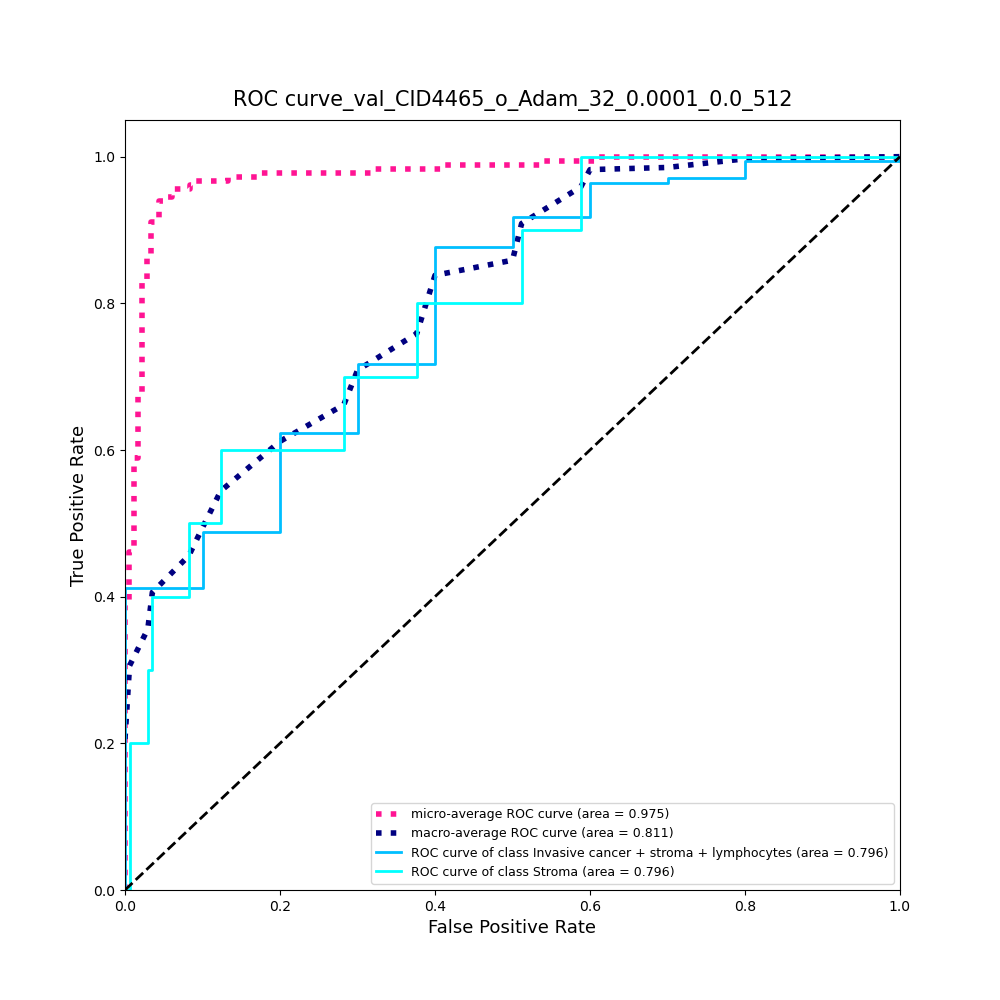 ROC curve_val_CID4465_o_Adam_32_0.0001_0.0_512
1.0
0.8
0.6
0.4
0.2
0.0
True Positive Rate
micro-average ROC curve (area = 0.975)
macro-average ROC curve (area = 0.811)
ROC curve of class Invasive cancer + stroma + lymphocytes (area = 0.796)
ROC curve of class Stroma (area = 0.796)
0.0 0.2 0.4 0.6 0.8 1.0
False Positive Rate